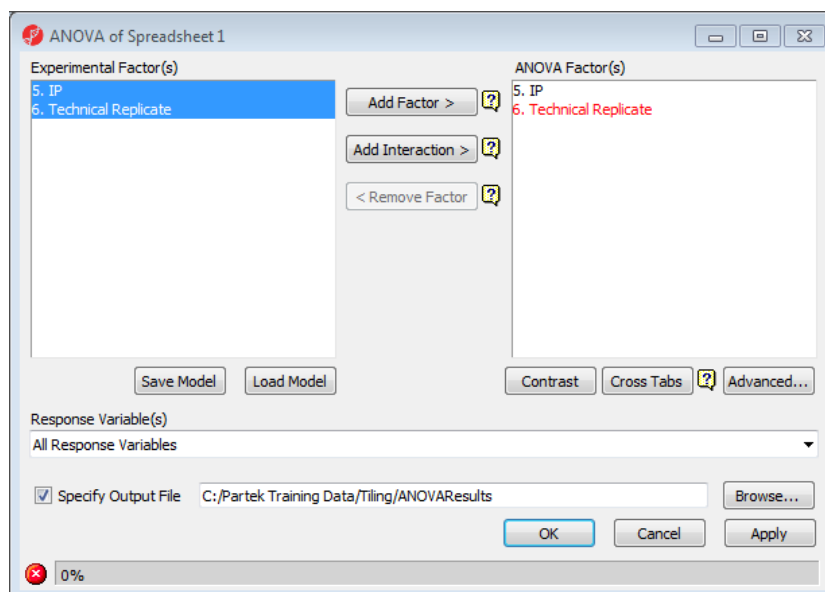 ANOVA of Spreadsheet 1
Experimental Factor(s)
5. IP
6. Technical Replicate
Add Factor >
Add Interaction >
< Remove Factor
ANOVA Factor(s)
5. IP
6. Technical Replicate
Save Model Load Model
Contrast Cross Tabs Advanced...
Response Variable(s)
All Response Variables
Specify Output File C:/Partek Training Data/Tiling/ANOVAResults Browse...
OK Cancel Apply
0%